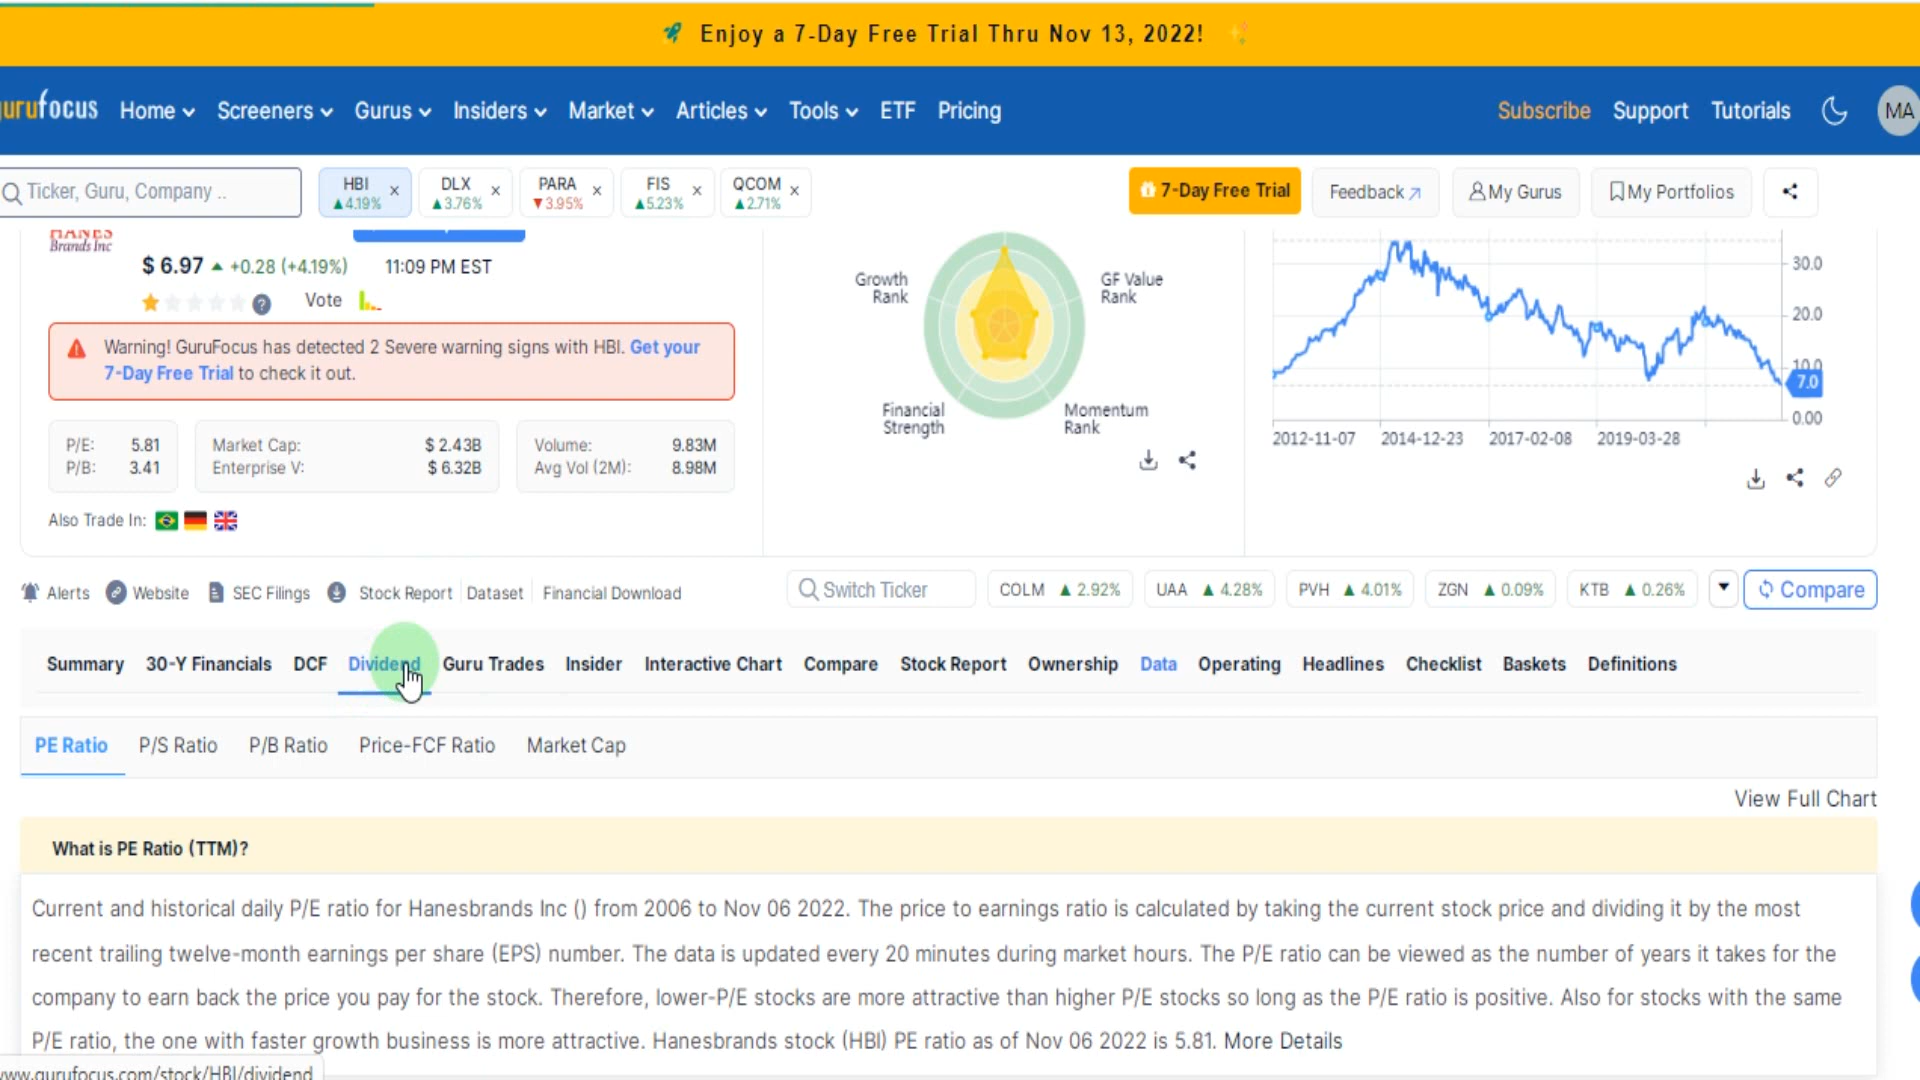 Enjoy a 7-Day Free Trial Thru Nov 13, 2022!
gurufocus Home Screeners Gurus Insiders Market Articles Tools ETF Pricing Subscribe Support Tutorials MA
Ticker, Guru, Company ..
HBI × DLX × PARA × FIS × QCOM ×
▲4.19% ▲3.76% ▼3.95% ▲5.23% ▲2.71%
7-Day Free Trial Feedback ↗ My Gurus My Portfolios
HANES
Brands Inc
$ 6.97 ▲ +0.28 (+4.19%) 11:09 PM EST
? Vote
Warning! GuruFocus has detected 2 Severe warning signs with HBI. Get your
7-Day Free Trial to check it out.
P/E: 5.81
P/B: 3.41
Market Cap: $ 2.43B
Enterprise V: $ 6.32B
Volume: 9.83M
Avg Vol (2M): 8.98M
Also Trade In:
Growth
Rank
GF Value
Rank
Financial
Strength
Momentum
Rank
30.0
20.0
10.0
7.0
0.00
2012-11-07 2014-12-23 2017-02-08 2019-03-28
Alerts Website SEC Filings Stock Report Dataset Financial Download
Switch Ticker COLM ▲ 2.92% UAA ▲ 4.28% PVH ▲ 4.01% ZGN ▲ 0.09% KTB ▲ 0.26% Compare
Summary 30-Y Financials DCF Dividend Guru Trades Insider Interactive Chart Compare Stock Report Ownership Data Operating Headlines Checklist Baskets Definitions
PE Ratio P/S Ratio P/B Ratio Price-FCF Ratio Market Cap
View Full Chart
What is PE Ratio (TTM)?
Current and historical daily P/E ratio for Hanesbrands Inc () from 2006 to Nov 06 2022. The price to earnings ratio is calculated by taking the current stock price and dividing it by the most
recent trailing twelve-month earnings per share (EPS) number. The data is updated every 20 minutes during market hours. The P/E ratio can be viewed as the number of years it takes for the
company to earn back the price you pay for the stock. Therefore, lower-P/E stocks are more attractive than higher P/E stocks so long as the P/E ratio is positive. Also for stocks with the same
P/E ratio, the one with faster growth business is more attractive. Hanesbrands stock (HBI) PE ratio as of Nov 06 2022 is 5.81. More Details
www.gurufocus.com/stock/HBI/dividend